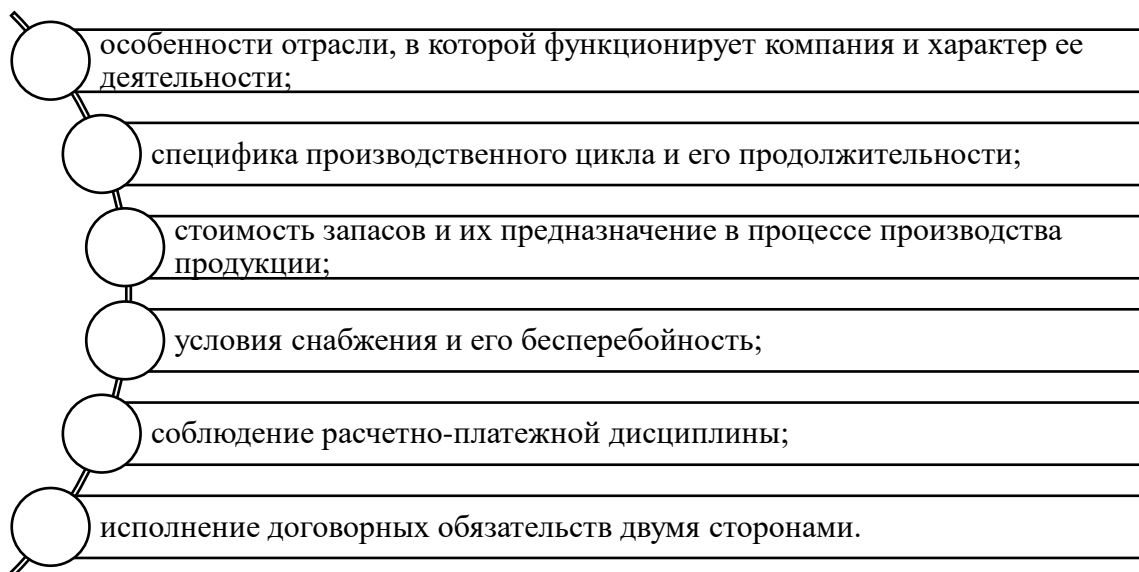 особенности отрасли, в которой функционирует компания и характер ее
деятельности;
специфика производственного цикла и его продолжительности;
стоимость запасов и их предназначение в процессе производства
продукции;
условия снабжения и его бесперебойность;
соблюдение расчетно-платежной дисциплины;
исполнение договорных обязательств двумя сторонами.